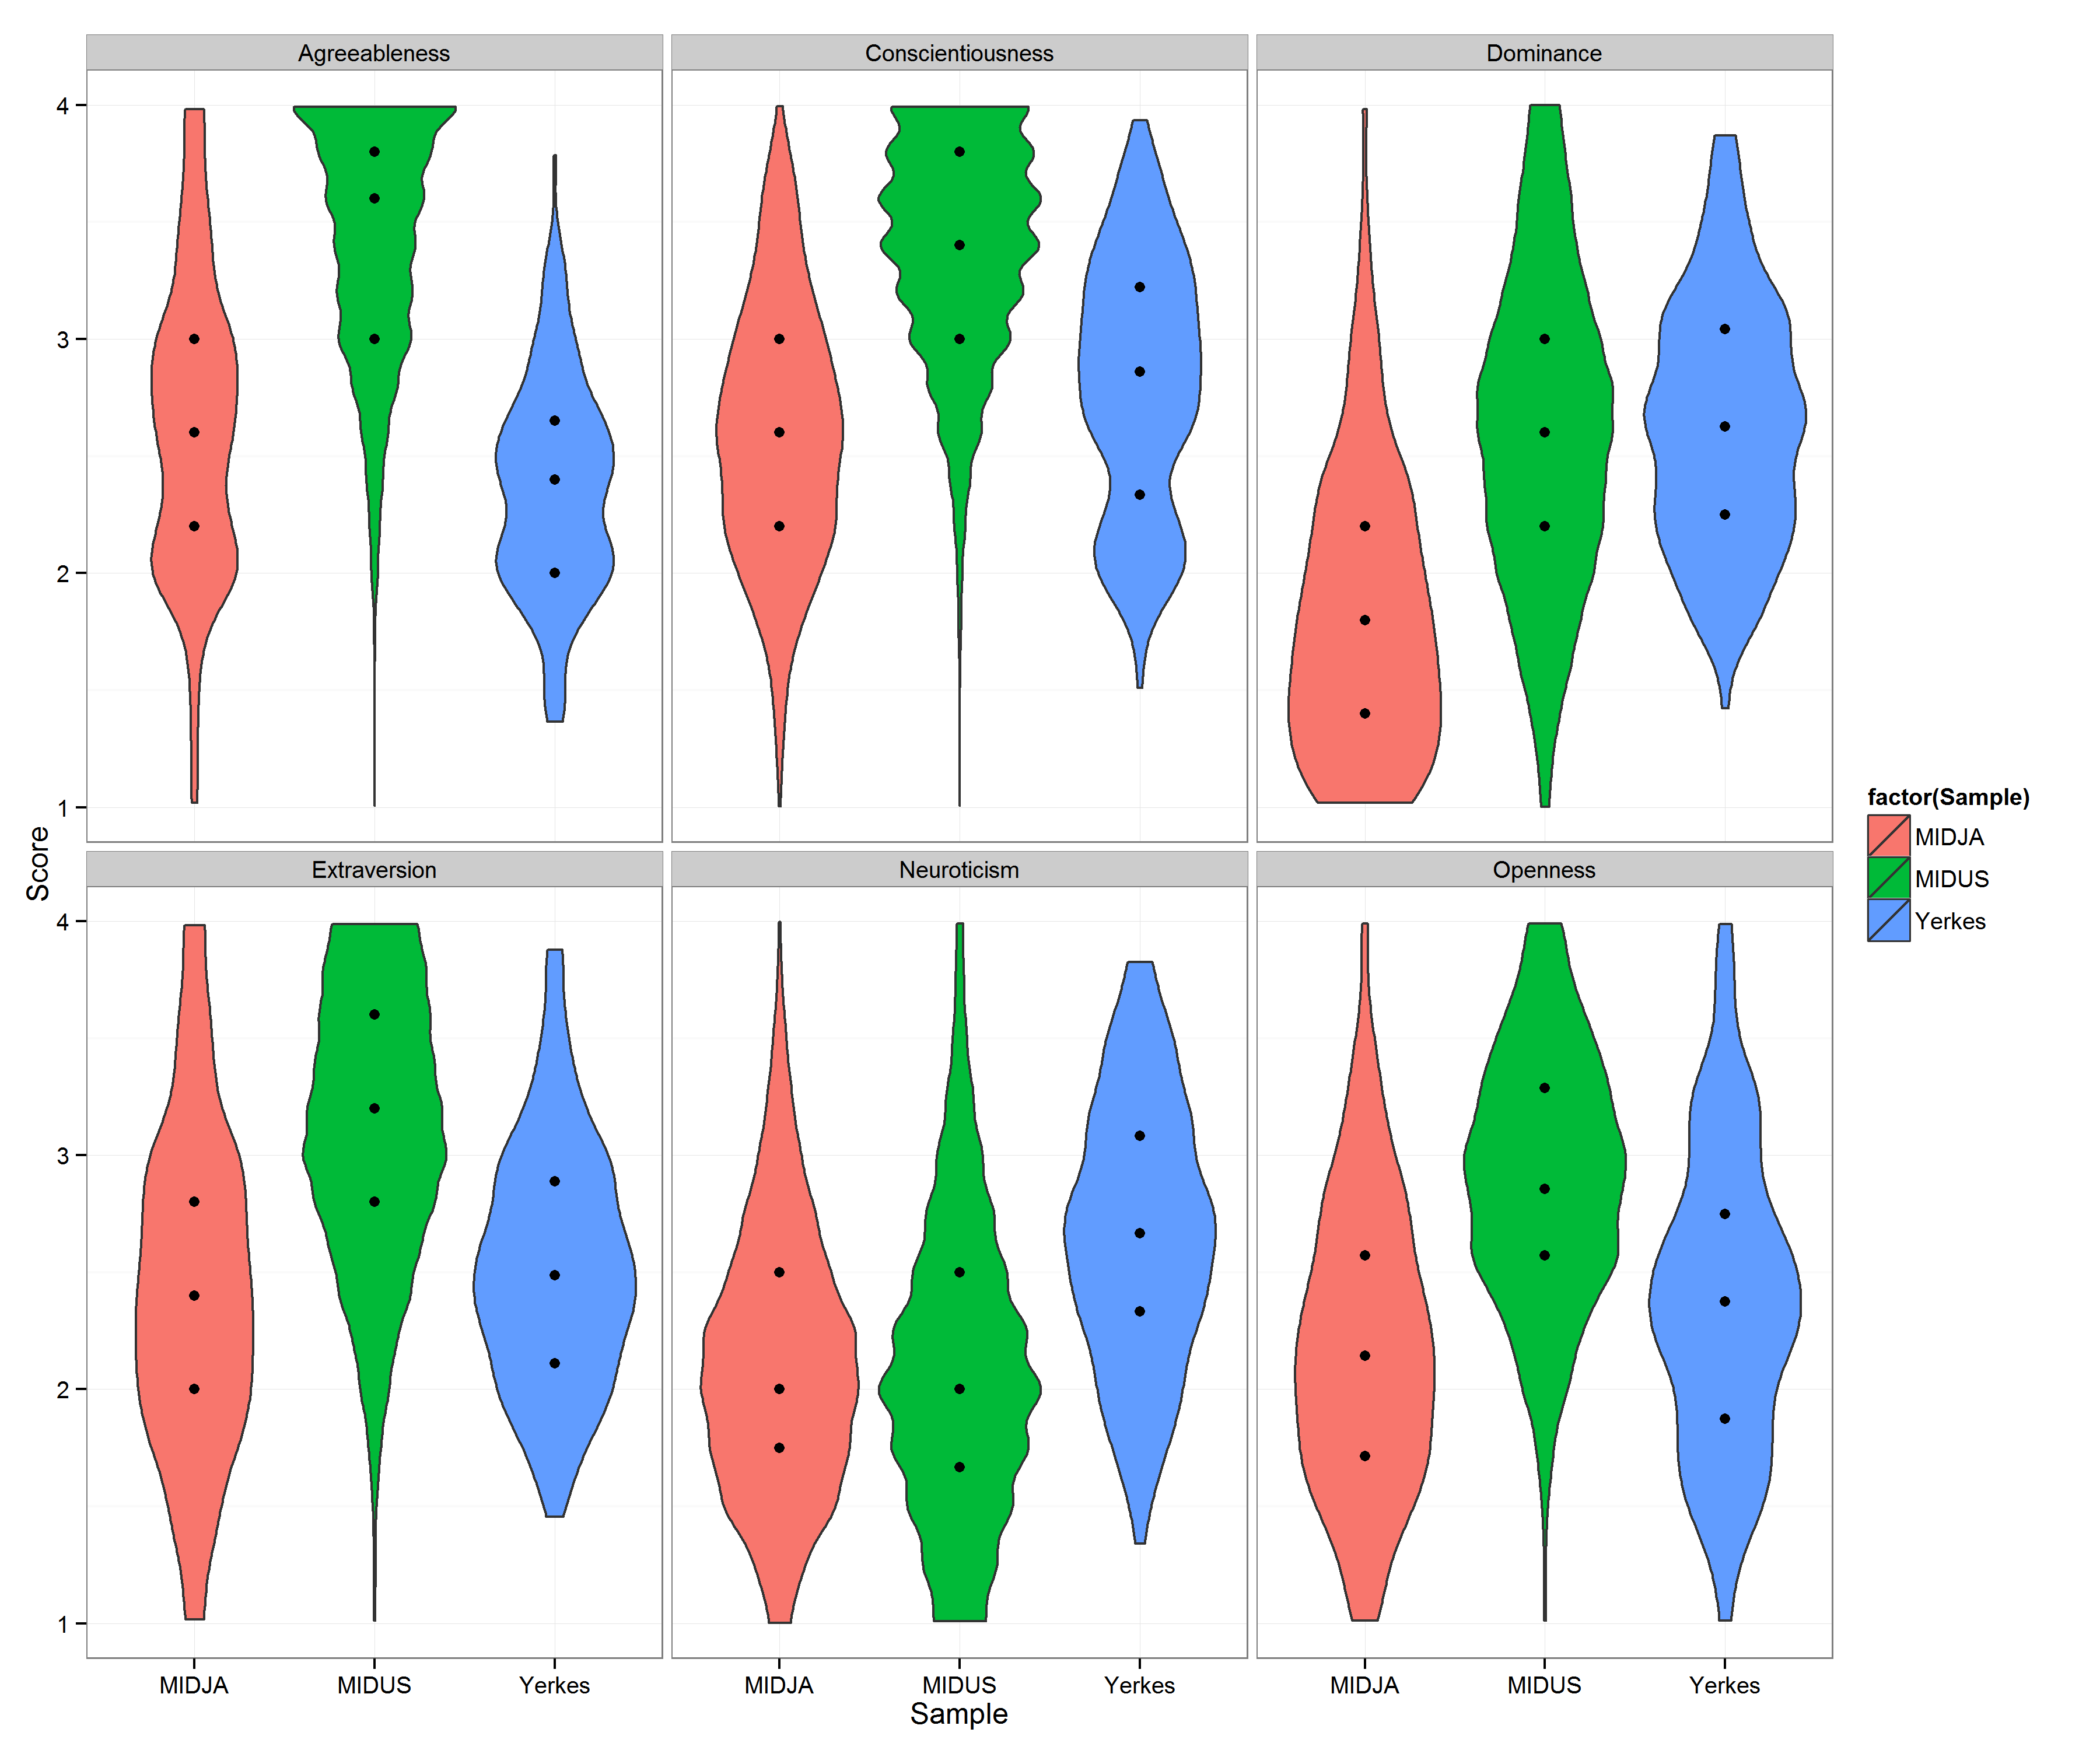 Agreeableness
Conscientiousness
Dominance
4
3
2
1
Extraversion
Neuroticism
Openness
4
3
2
1
Score
MIDJA
MIDUS
Yerkes
MIDJA
MIDUS
Yerkes
MIDJA
MIDUS
Yerkes
Sample
factor(Sample)
MIDJA
MIDUS
Yerkes